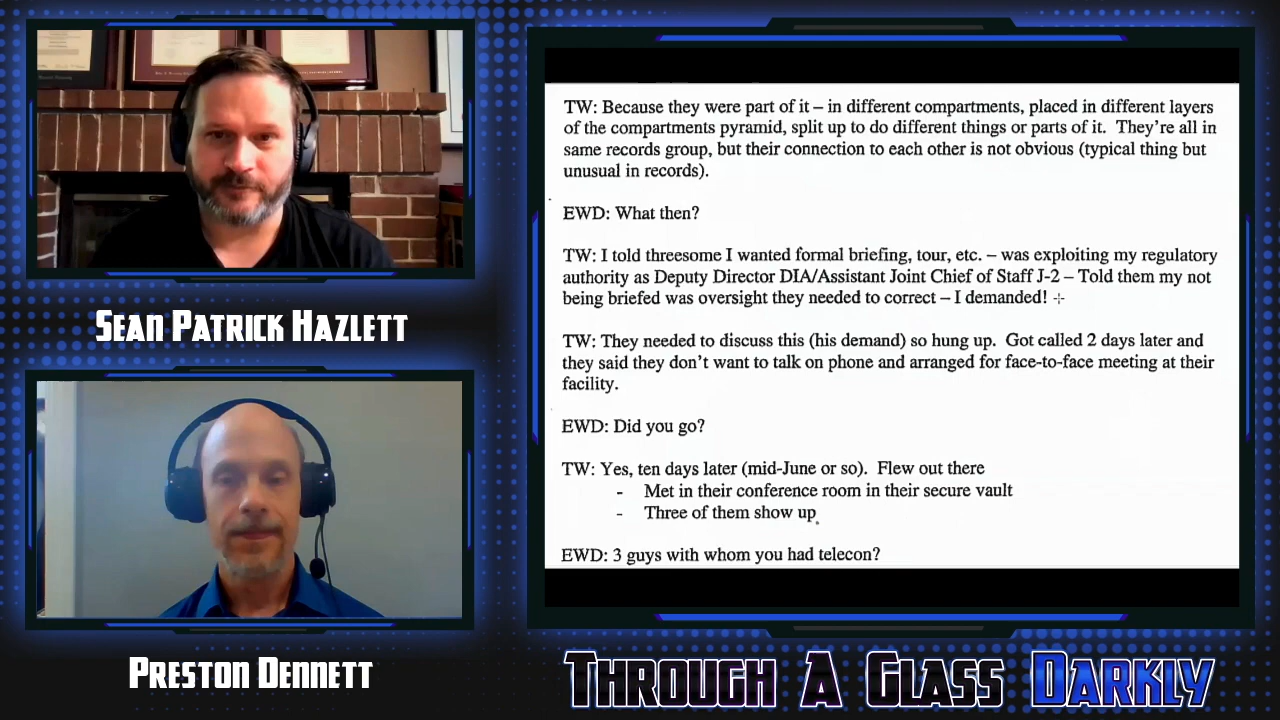 TW: Because they were part of it – in different compartments, placed in different layers
of the compartments pyramid, split up to do different things or parts of it. They're all in
same records group, but their connection to each other is not obvious (typical thing but
unusual in records).
EWD: What then?
TW: I told threesome I wanted formal briefing, tour, etc. – was exploiting my regulatory
authority as Deputy Director DIA/Assistant Joint Chief of Staff J-2 – Told them my not
being briefed was oversight they needed to correct – I demanded!
TW: They needed to discuss this (his demand) so hung up. Got called 2 days later and
they said they don't want to talk on phone and arranged for face-to-face meeting at their
facility.
EWD: Did you go?
TW: Yes, ten days later (mid-June or so). Flew out there
- Met in their conference room in their secure vault
- Three of them show up
EWD: 3 guys with whom you had telecon?
Sean Patrick Hazlett
Preston Dennett
Through A Glass Darkly